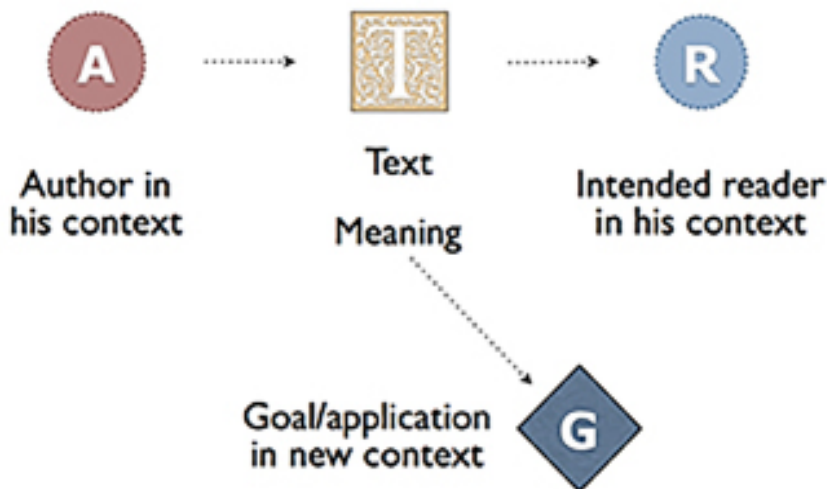 A
T
R
Author in
his context
Text
Intended reader
in his context
Meaning
Goal/application
in new context
G